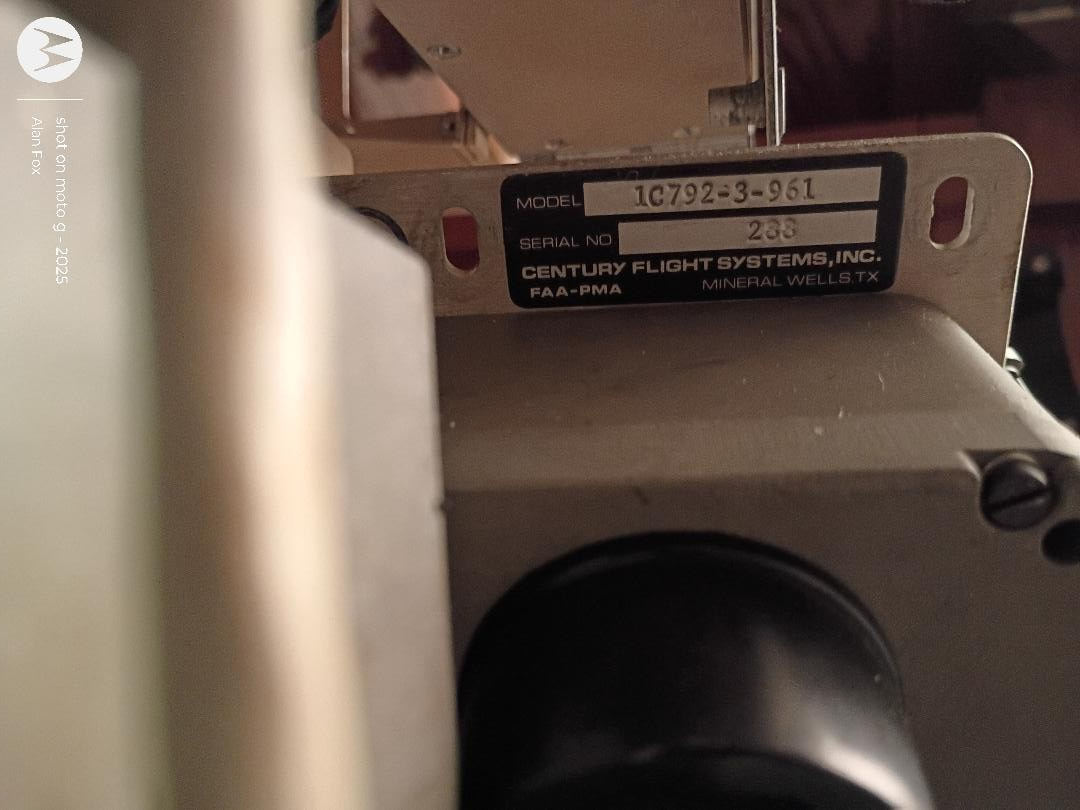 shot on moto g - 2025
Alan Fox
MODEL 1C792-3-961
SERIAL NO 288
CENTURY FLIGHT SYSTEMS, INC.
FAA-PMA MINERAL WELLS, TX